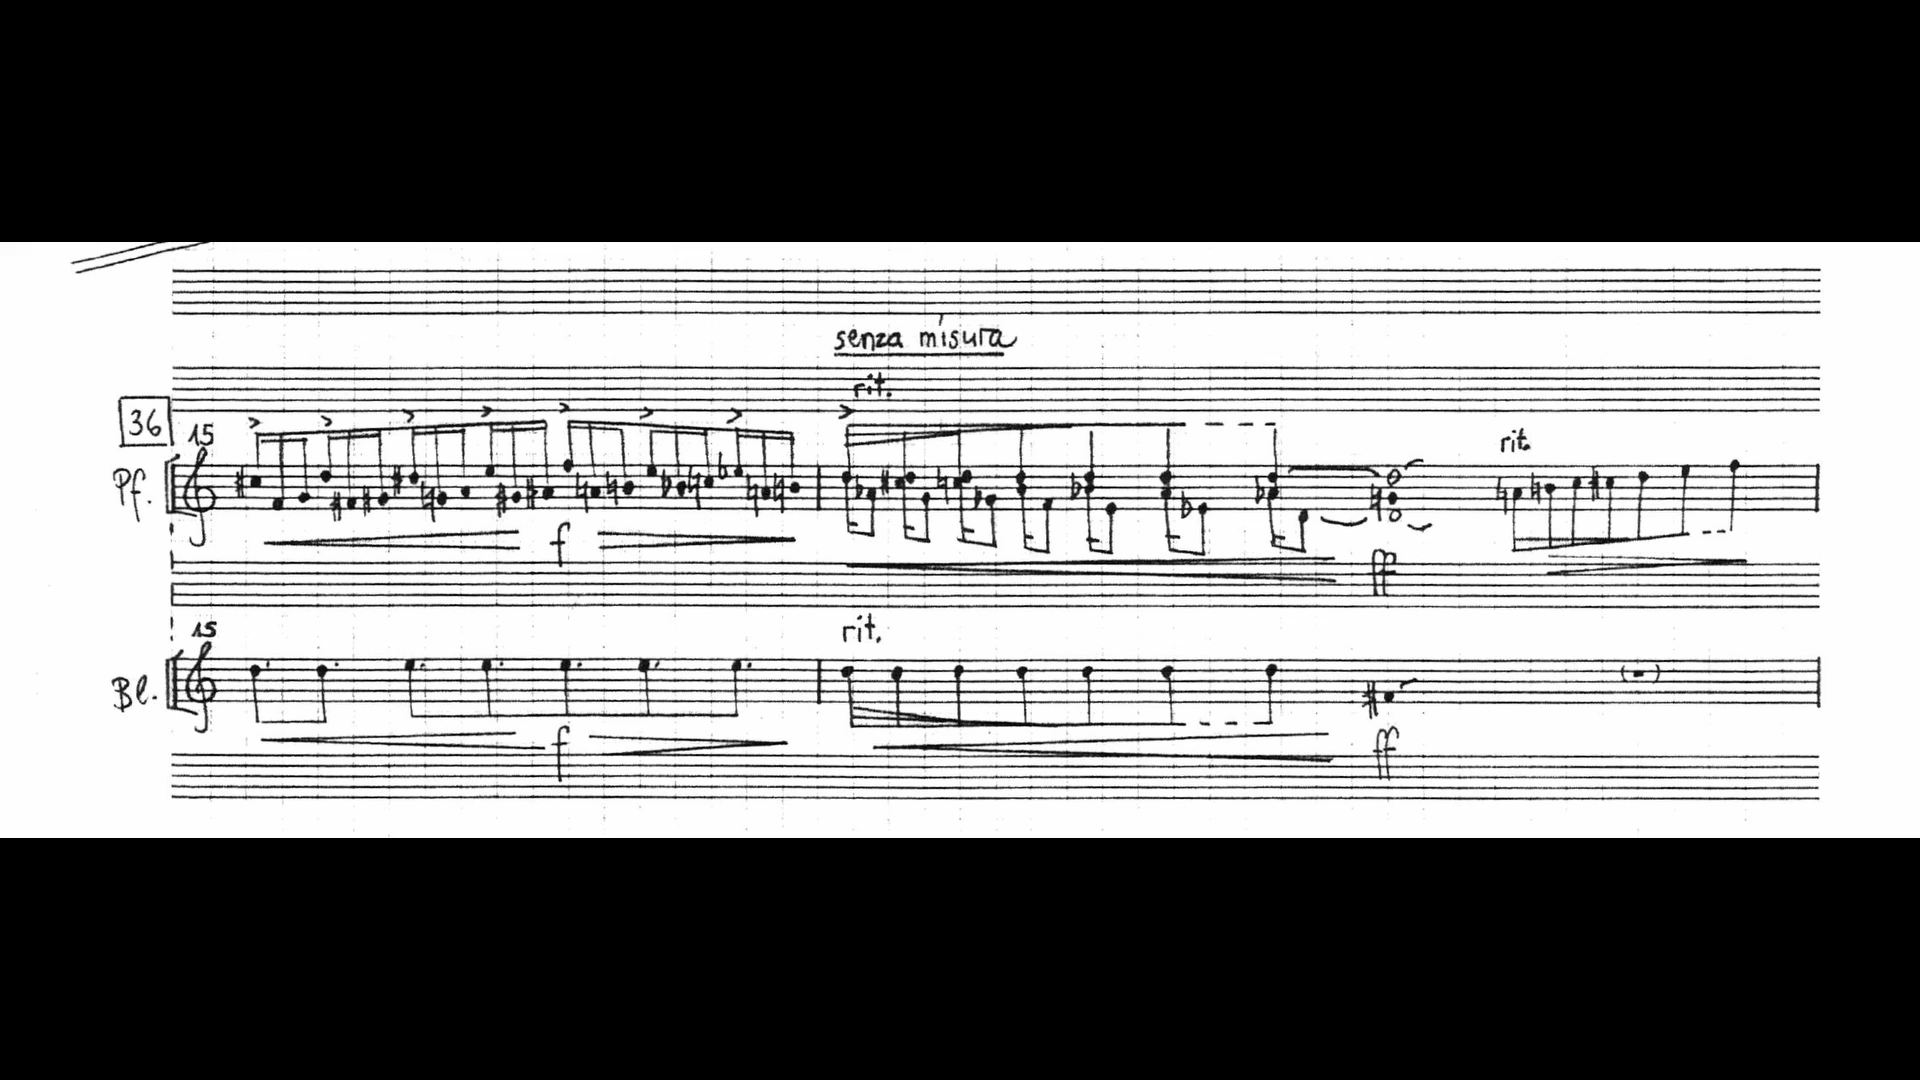 senza misura
rit.
36
15
Pf.
rit.
f
ff
15
rit.
Bl.
f
ff